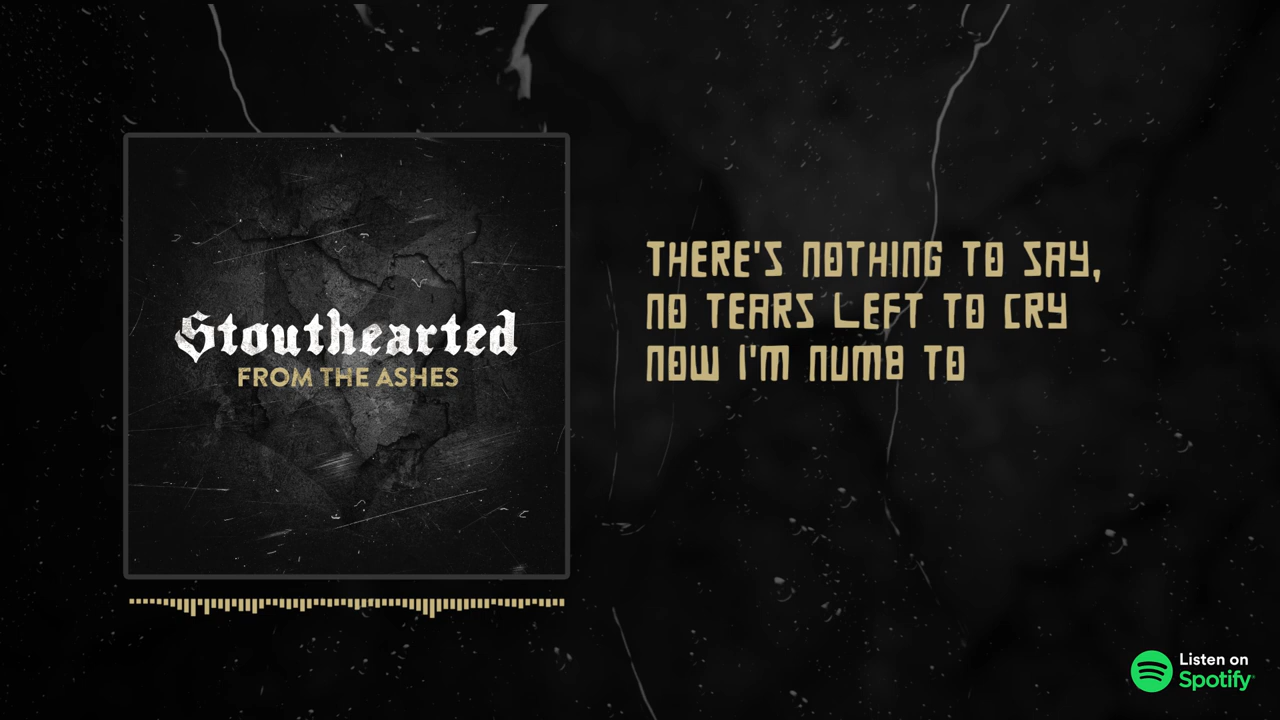 Stouthearted
FROM THE ASHES
THERE'S NOTHING TO SAY,
NO TEARS LEFT TO CRY
NOW I'M NUMB TO
Listen on
Spotify